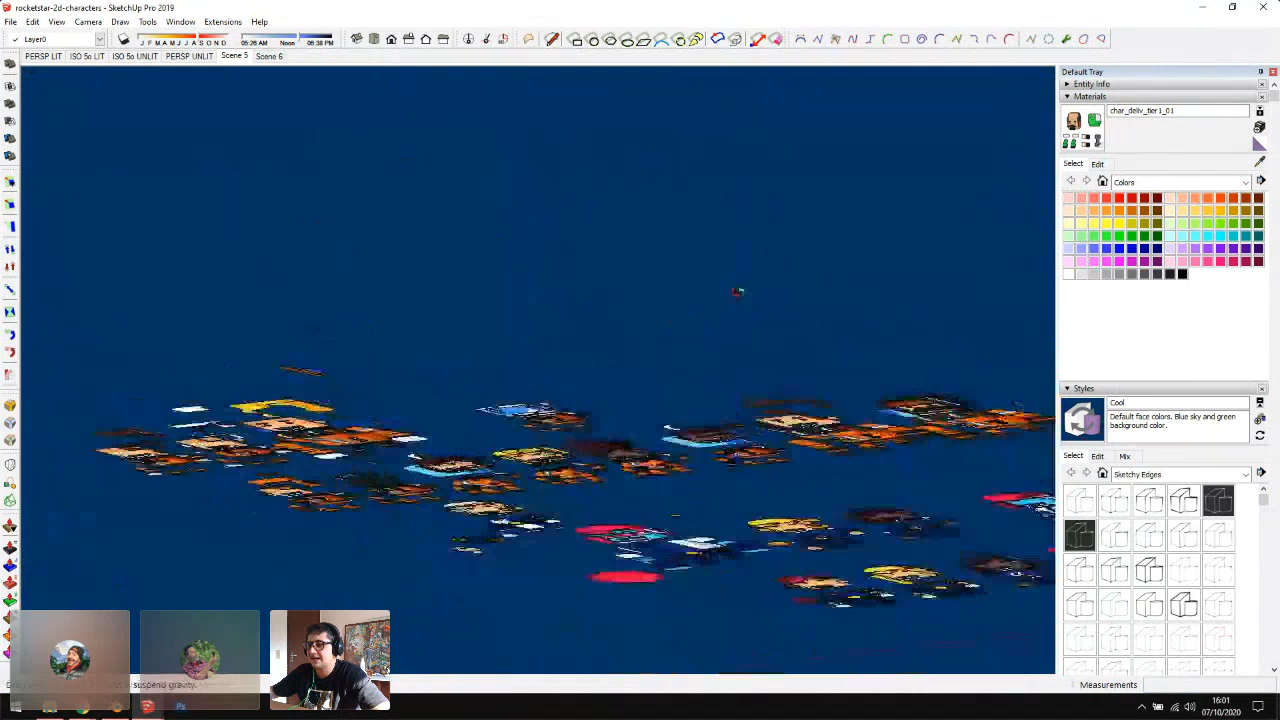 rocketstar-2d-characters - SketchUp Pro 2019
File Edit View Camera Draw Tools Window Extensions Help
Layer0
J F M A M J J A S O N D
05:26 AM Noon 05:38 PM
PERSP LIT ISO 5o LIT ISO 5o UNLIT PERSP UNLIT Scene 5 Scene 6
Default Tray
Entity Info
Materials
char_deliv_tier1_01
Select Edit
Colors
Styles
Cool
Default face colors. Blue sky and green
background color.
Select Edit Mix
Sketchy Edges
suspend gravity.
Measurements
Ps
16:01
07/10/2020